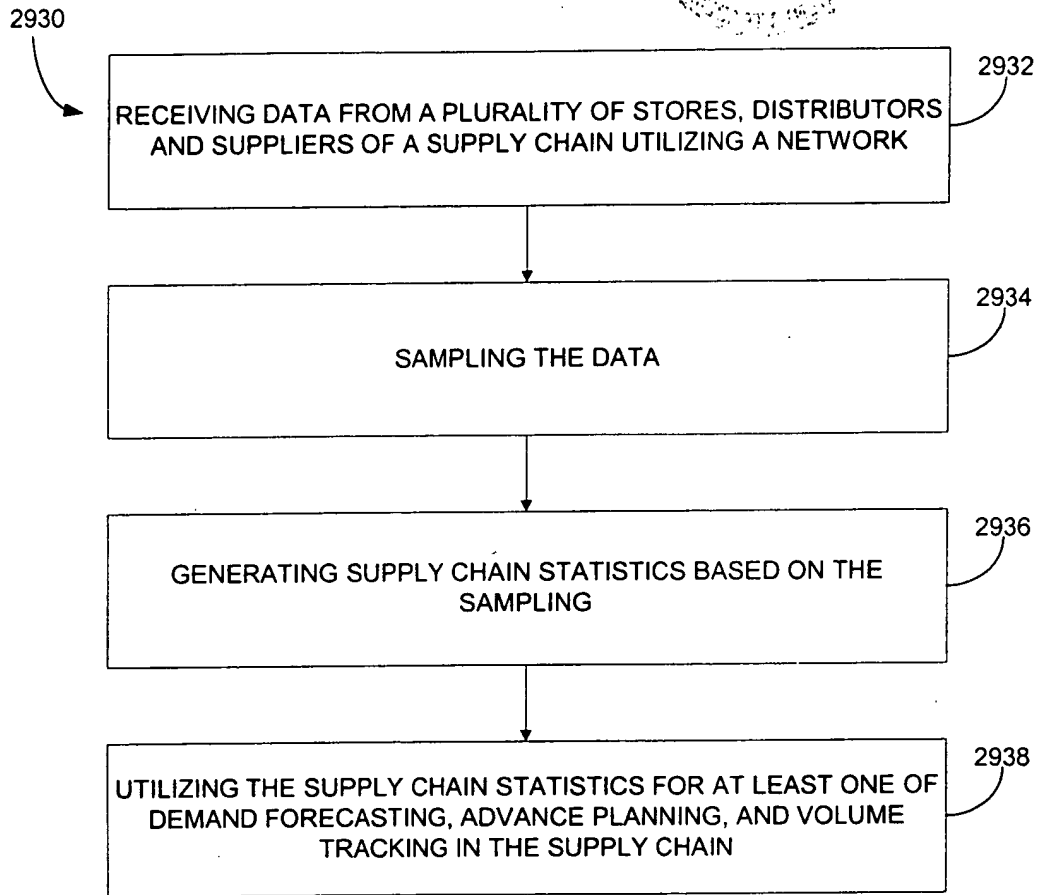 2930
2932
RECEIVING DATA FROM A PLURALITY OF STORES, DISTRIBUTORS
AND SUPPLIERS OF A SUPPLY CHAIN UTILIZING A NETWORK
2934
SAMPLING THE DATA
2936
GENERATING SUPPLY CHAIN STATISTICS BASED ON THE
SAMPLING
2938
UTILIZING THE SUPPLY CHAIN STATISTICS FOR AT LEAST ONE OF
DEMAND FORECASTING, ADVANCE PLANNING, AND VOLUME
TRACKING IN THE SUPPLY CHAIN